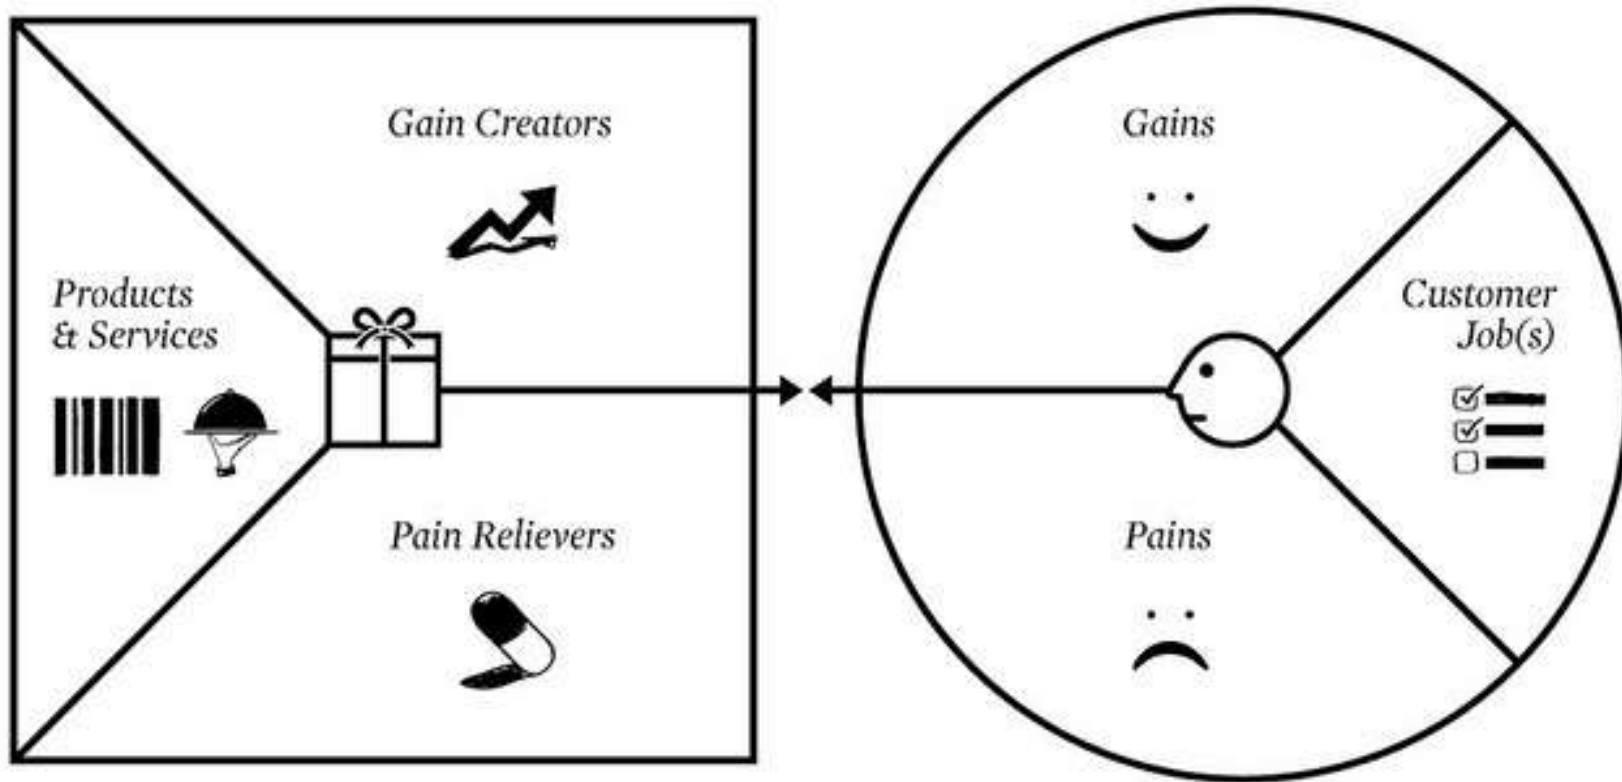 Gain Creators
Gains
Products
& Services
Customer
Job(s)
Pain Relievers
Pains